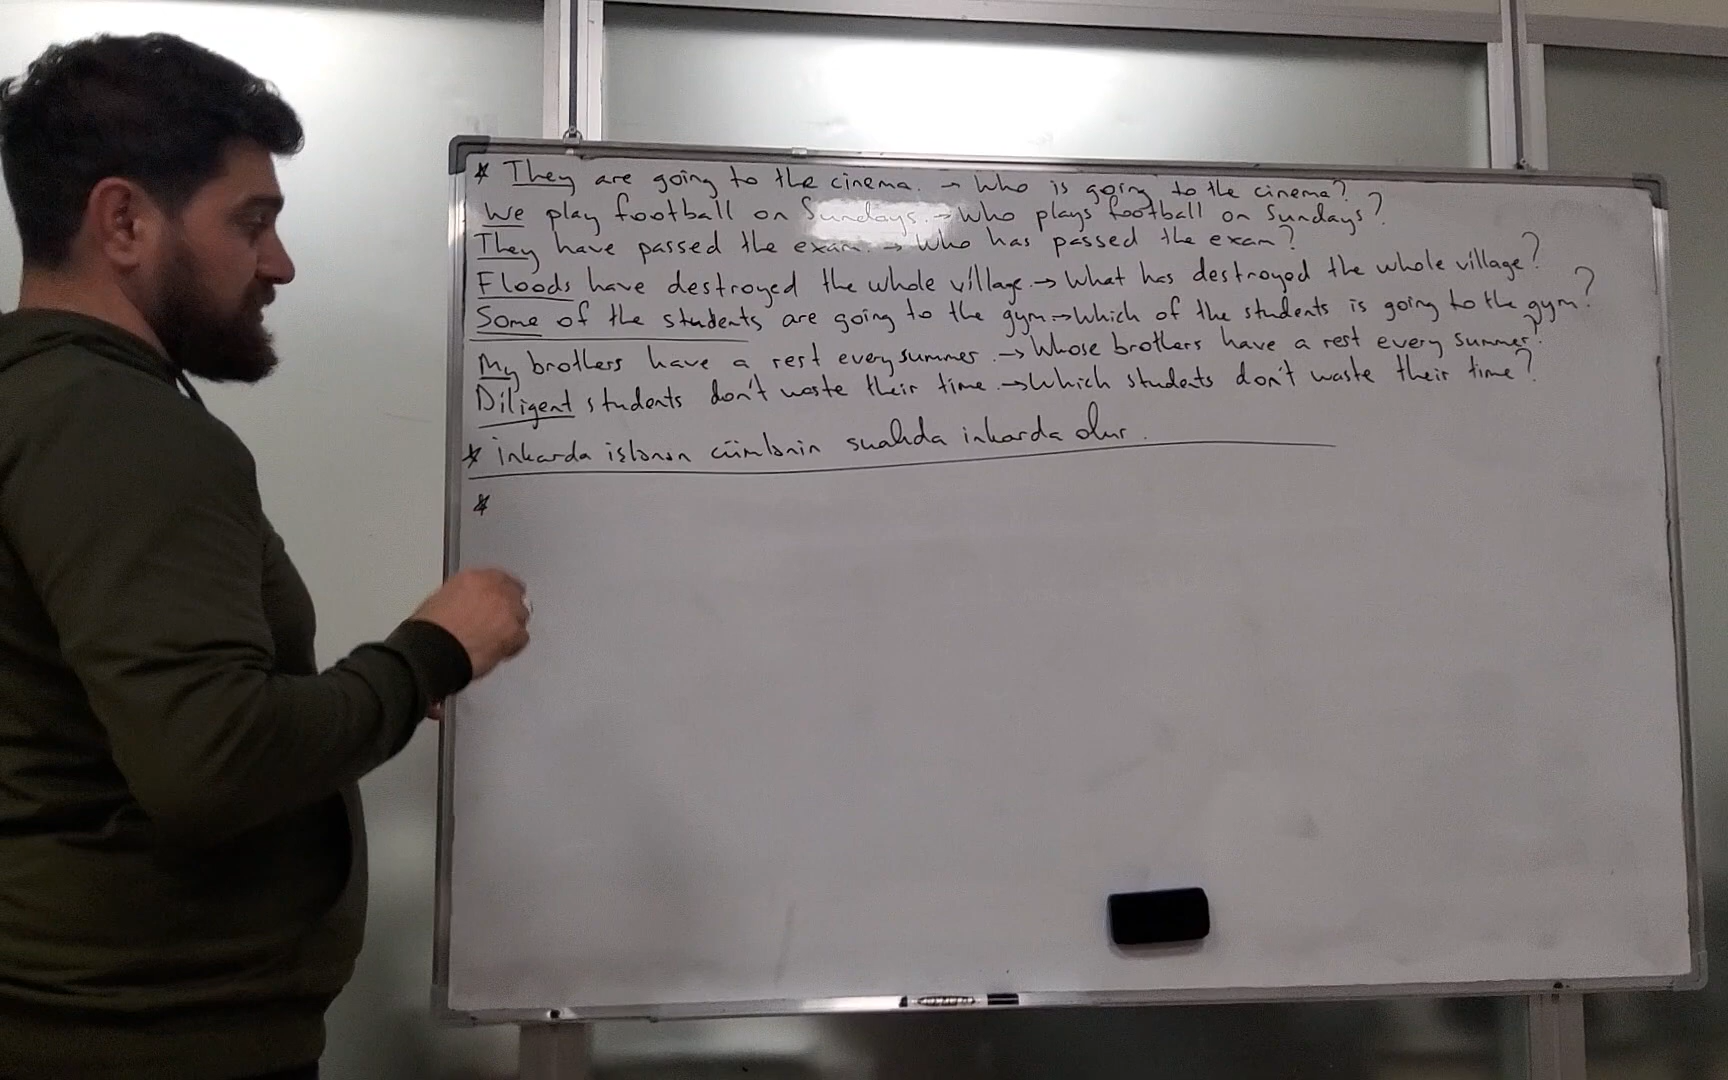 * They are going to the cinema. → Who is going to the cinema?
We play football on Sundays. → Who plays football on Sundays?
They have passed the exam. → Who has passed the exam?
Floods have destroyed the whole village. → What has destroyed the whole village?
Some of the students are going to the gym. → Which of the students is going to the gym?
My brothers have a rest every summer. → Whose brothers have a rest every summer?
Diligent students don't waste their time. → Which students don't waste their time?
* İnkarda işlənən cümlənin sualıda inkarda olur.
*